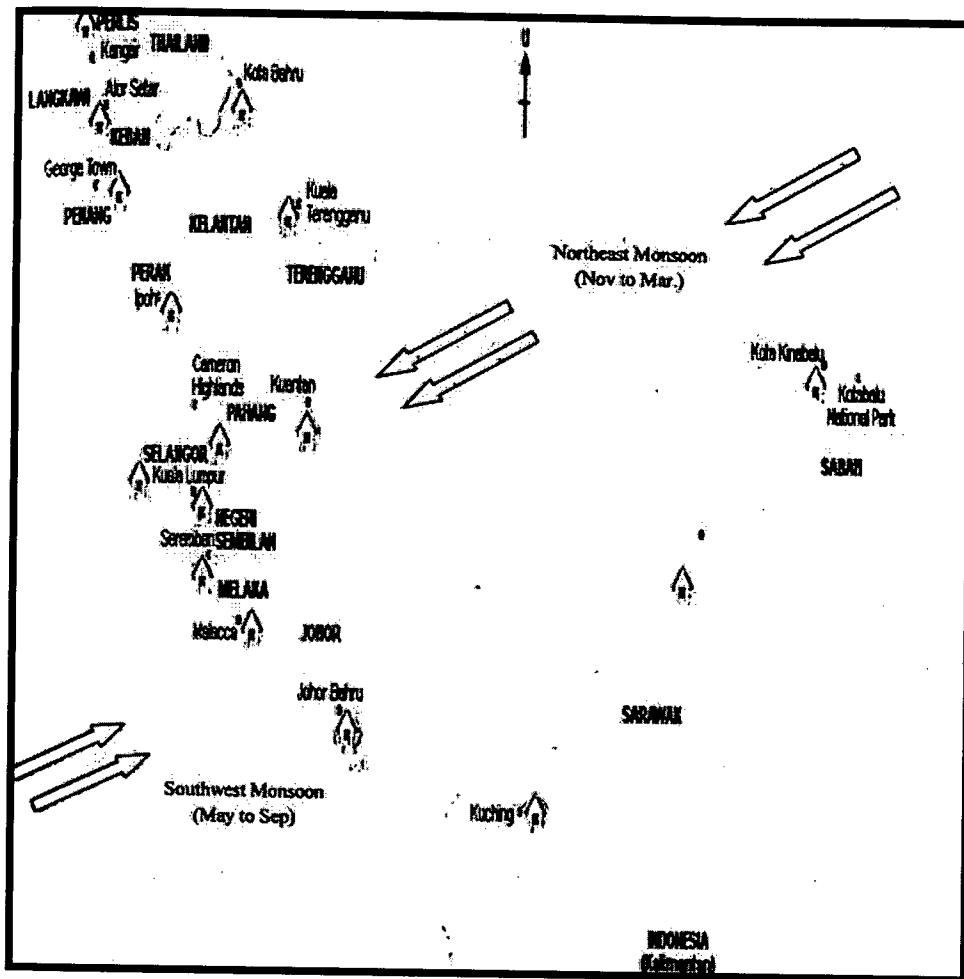 PERLIS
Kangar
THAILAND
Kota Bahru
LANGKAWI
Alor Setar
KEDAH
U
George Town
PENANG
Kuala
Terengganu
KELANTAN
TERENGGANU
Northeast Monsoon
(Nov to Mar.)
PERAK
Ipoh
Cameron
Highlands
Kuantan
Kota Kinabalu
National Park
PAHANG
SELANGOR
Kuala Lumpur
SABAH
NEGERI
Seremban
SEMBILAN
MELAKA
Malacca
JOHOR
Johor Bahru
SARAWAK
Southwest Monsoon
(May to Sep)
Kuching
INDONESIA
(Kalimantan)